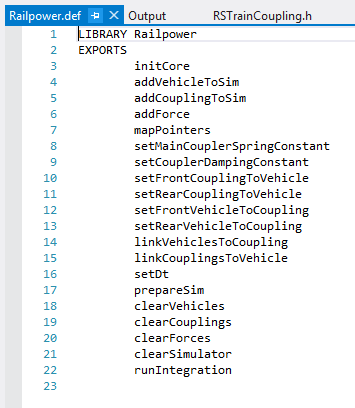 Railpower.def Output RSTrainCoupling.h
1 LIBRARY Railpower
2 EXPORTS
3 initCore
4 addVehicleToSim
5 addCouplingToSim
6 addForce
7 mapPointers
8 setMainCouplerSpringConstant
9 setCouplerDampingConstant
10 setFrontCouplingToVehicle
11 setRearCouplingToVehicle
12 setFrontVehicleToCoupling
13 setRearVehicleToCoupling
14 linkVehiclesToCoupling
15 linkCouplingsToVehicle
16 setDt
17 prepareSim
18 clearVehicles
19 clearCouplings
20 clearForces
21 clearSimulator
22 runIntegration
23